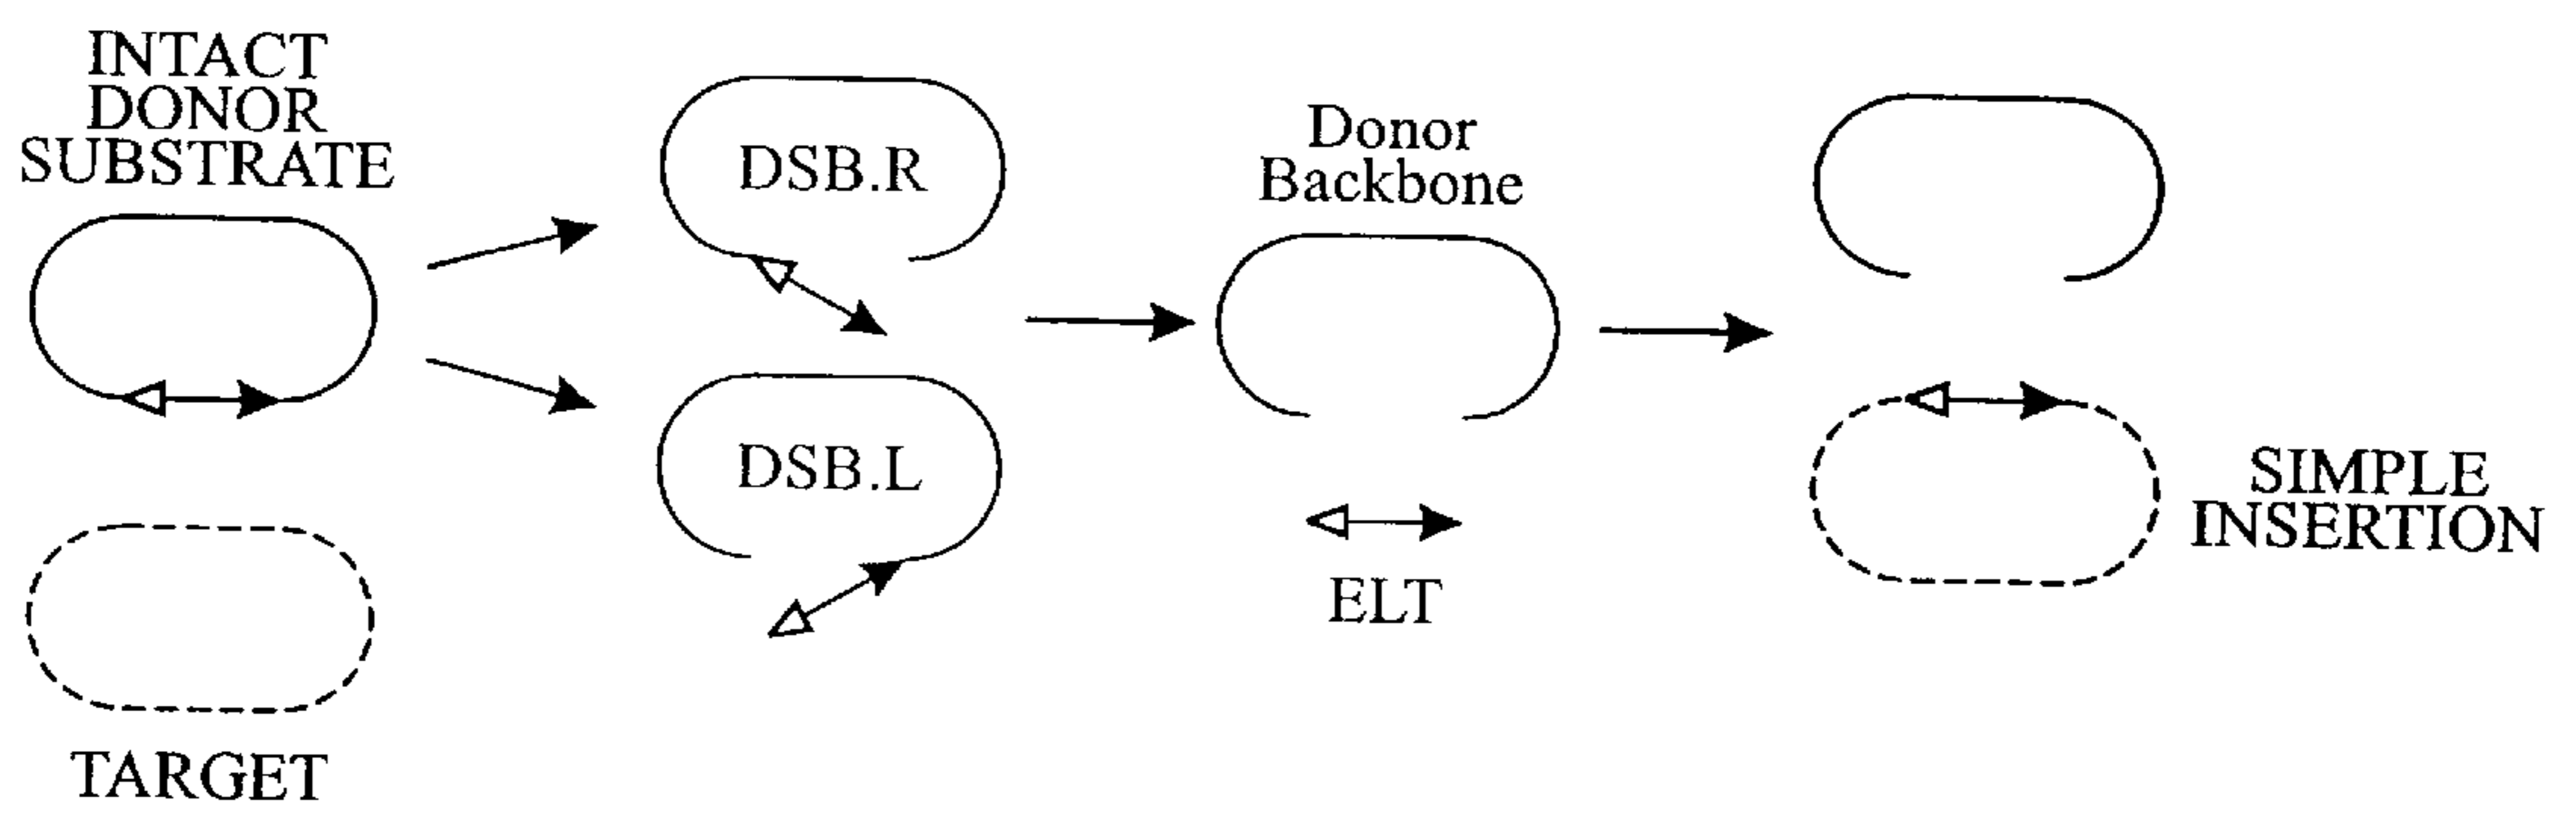 INTACT
DONOR
SUBSTRATE
TARGET
DSB.R
DSB.L
Donor
Backbone
ELT
SIMPLE
INSERTION